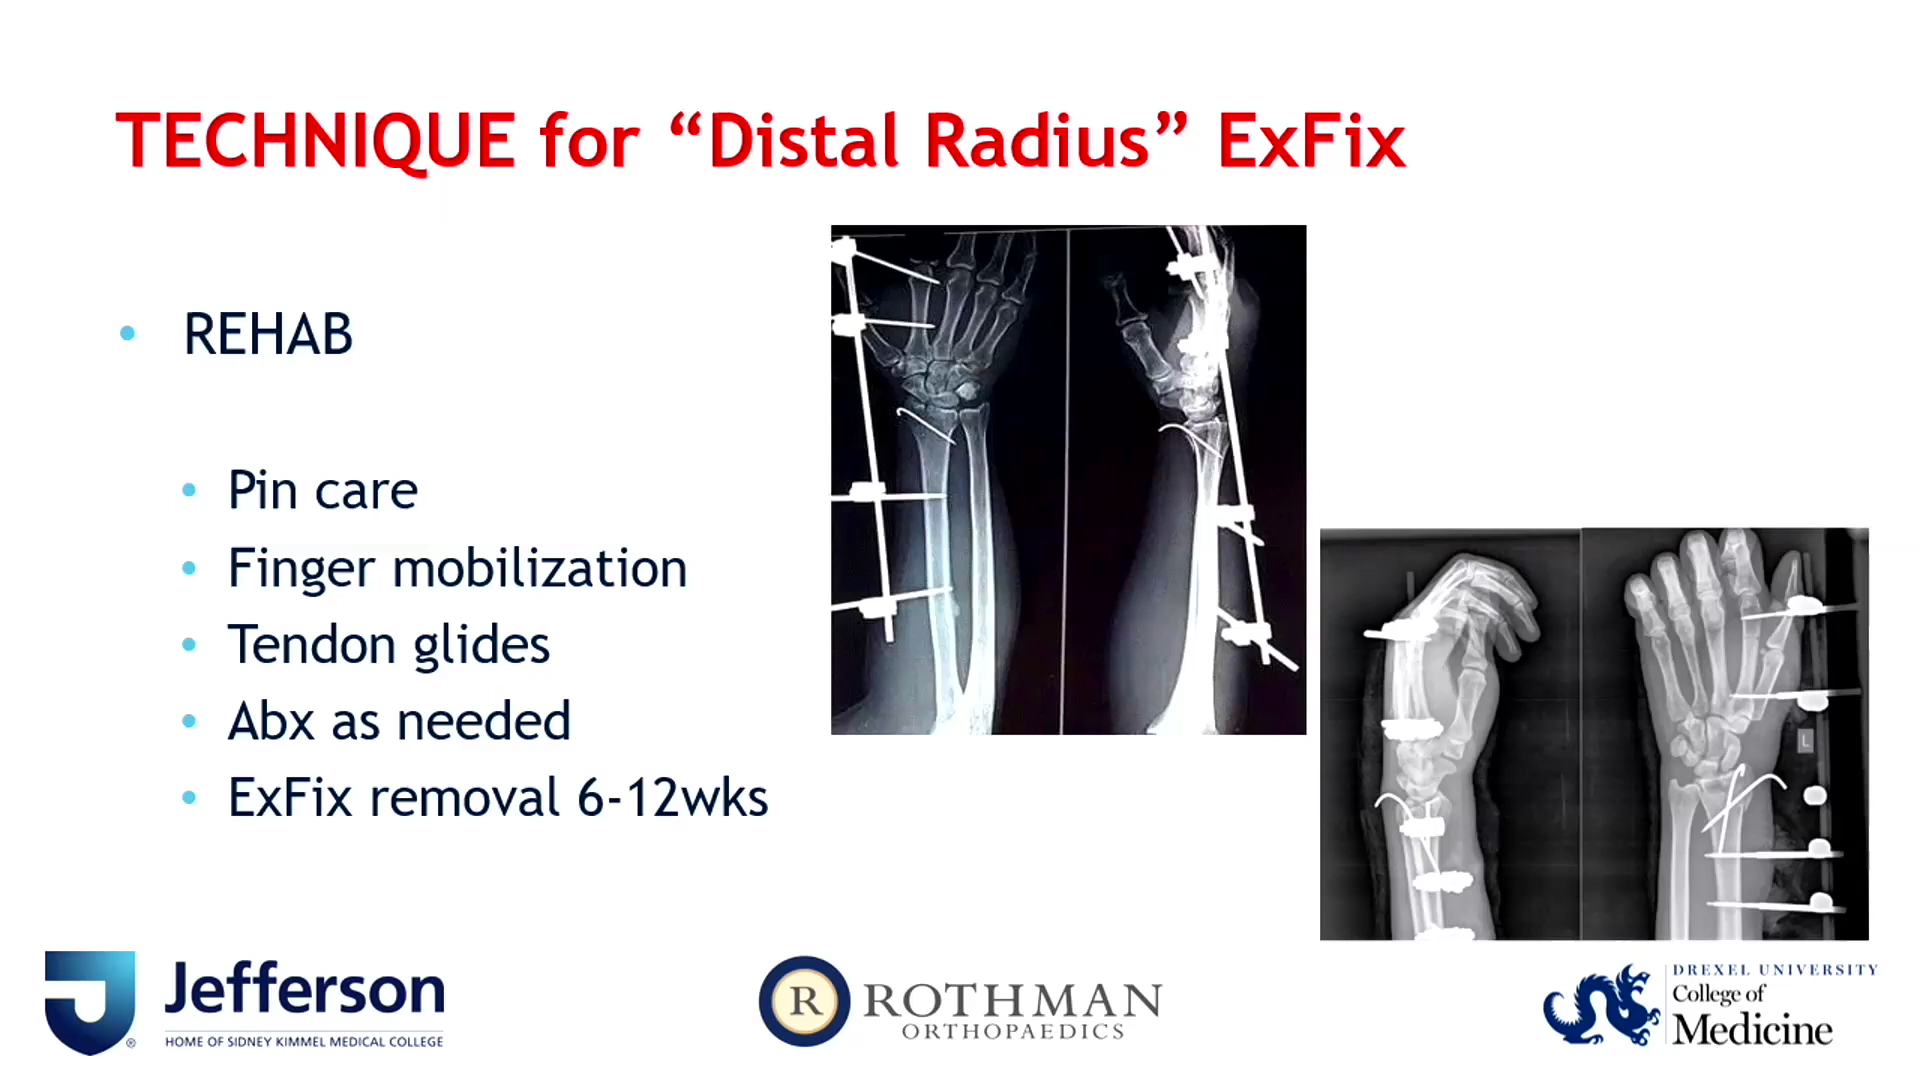 TECHNIQUE for “Distal Radius” ExFix
• REHAB
• Pin care
• Finger mobilization
• Tendon glides
• Abx as needed
• ExFix removal 6-12wks
L
Jefferson
®
HOME OF SIDNEY KIMMEL MEDICAL COLLEGE
R
ROTHMAN
ORTHOPAEDICS
DREXEL UNIVERSITY
College of
Medicine